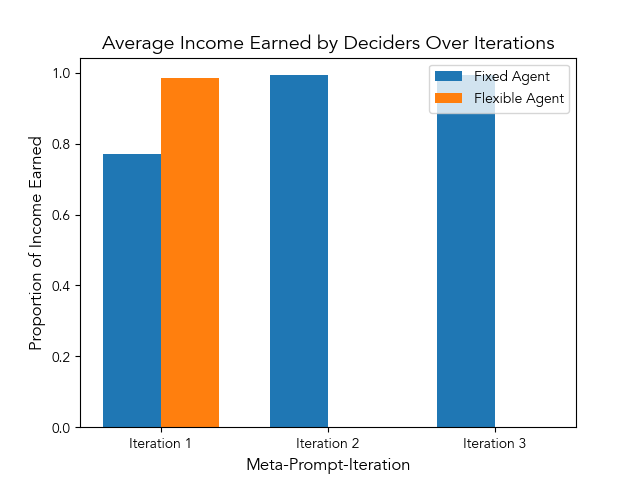 Average Income Earned by Deciders Over Iterations
Fixed Agent
Flexible Agent
Proportion of Income Earned
1.0
0.8
0.6
0.4
0.2
0.0
Iteration 1
Iteration 2
Iteration 3
Meta-Prompt-Iteration